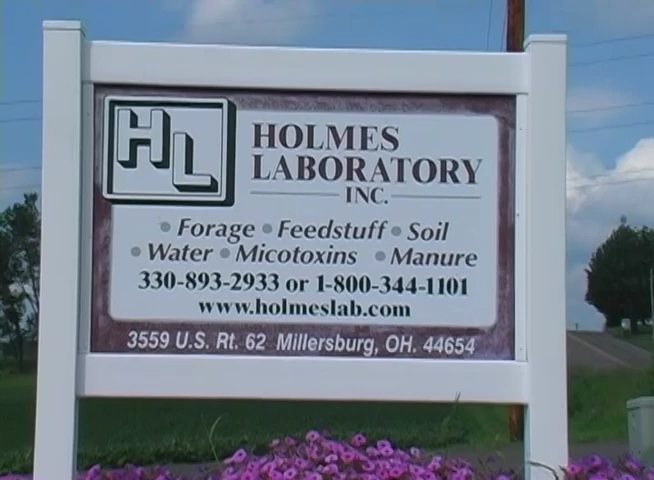 HL
HOLMES
LABORATORY
INC.
• Forage • Feedstuff • Soil
• Water • Micotoxins • Manure
330-893-2933 or 1-800-344-1101
www.holmeslab.com
3559 U.S. Rt. 62 Millersburg, OH. 44654